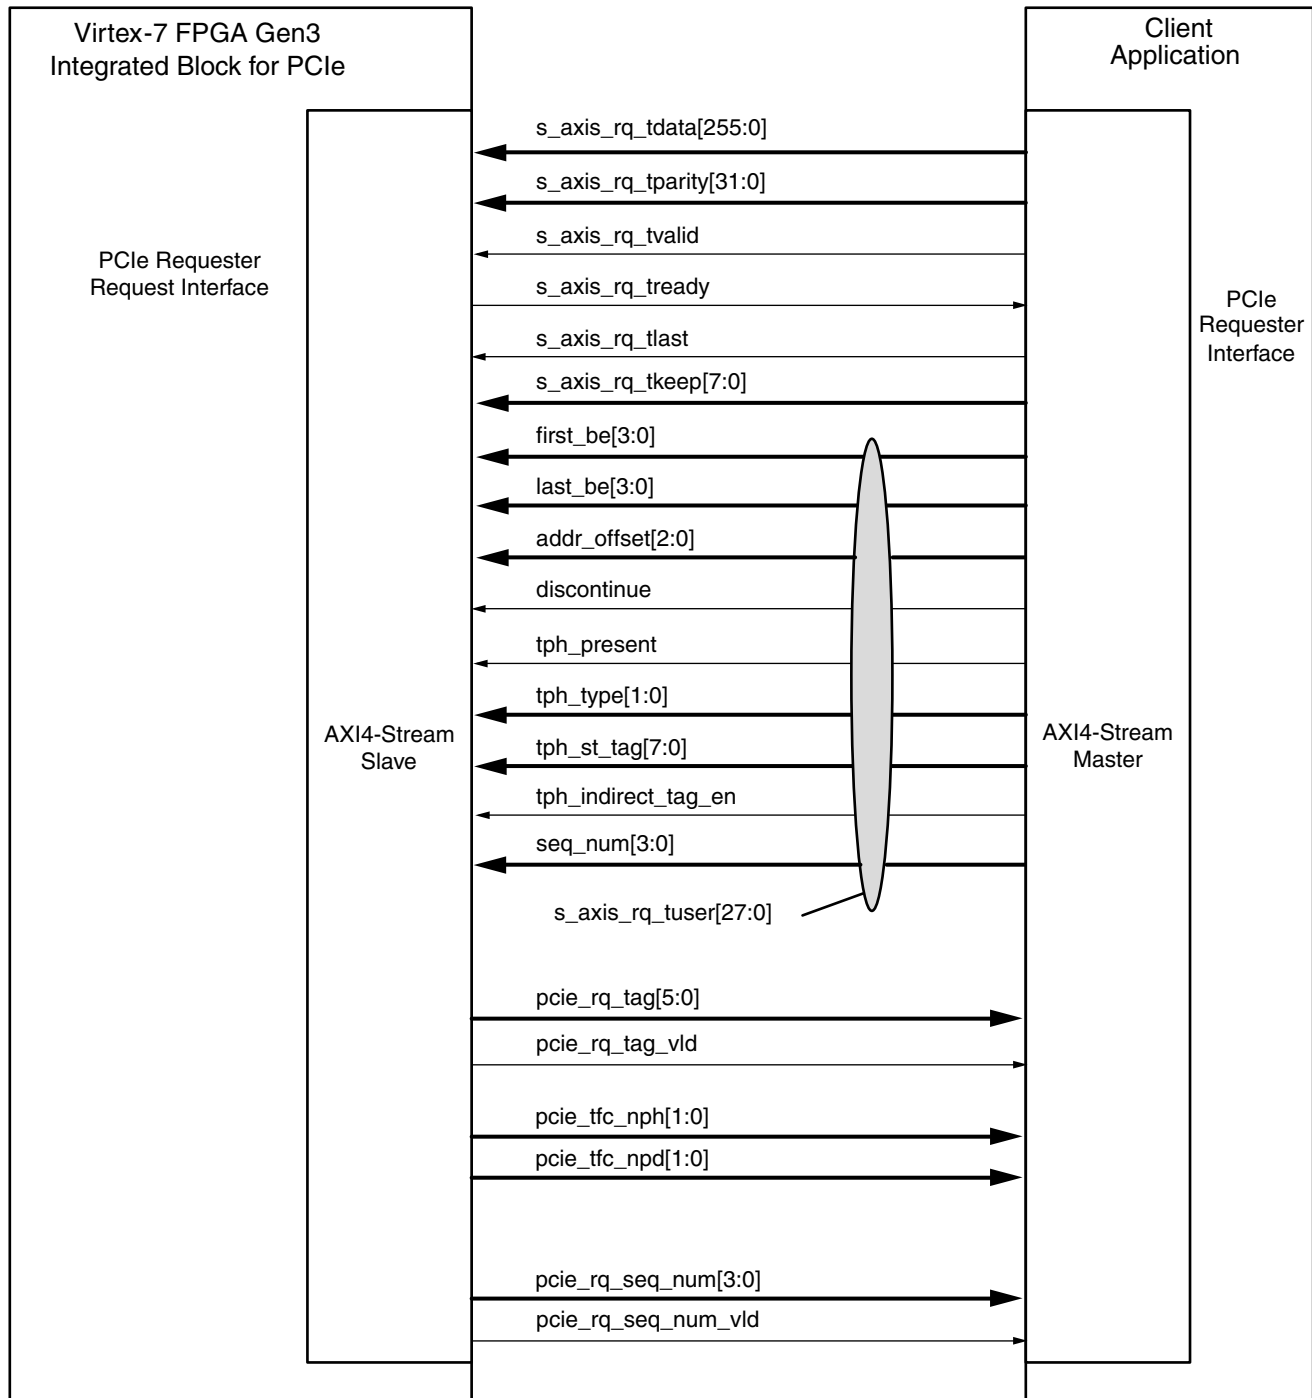 Virtex-7 FPGA Gen3
Integrated Block for PCIe
Client
Application
s_axis_rq_tdata[255:0]
s_axis_rq_tparity[31:0]
s_axis_rq_tvalid
PCIe Requester
Request Interface
s_axis_rq_tready
PCIe
Requester
Interface
s_axis_rq_tlast
s_axis_rq_tkeep[7:0]
first_be[3:0]
last_be[3:0]
addr_offset[2:0]
discontinue
tph_present
tph_type[1:0]
AXI4-Stream
Slave
AXI4-Stream
Master
tph_st_tag[7:0]
tph_indirect_tag_en
seq_num[3:0]
s_axis_rq_tuser[27:0]
pcie_rq_tag[5:0]
pcie_rq_tag_vld
pcie_tfc_nph[1:0]
pcie_tfc_npd[1:0]
pcie_rq_seq_num[3:0]
pcie_rq_seq_num_vld